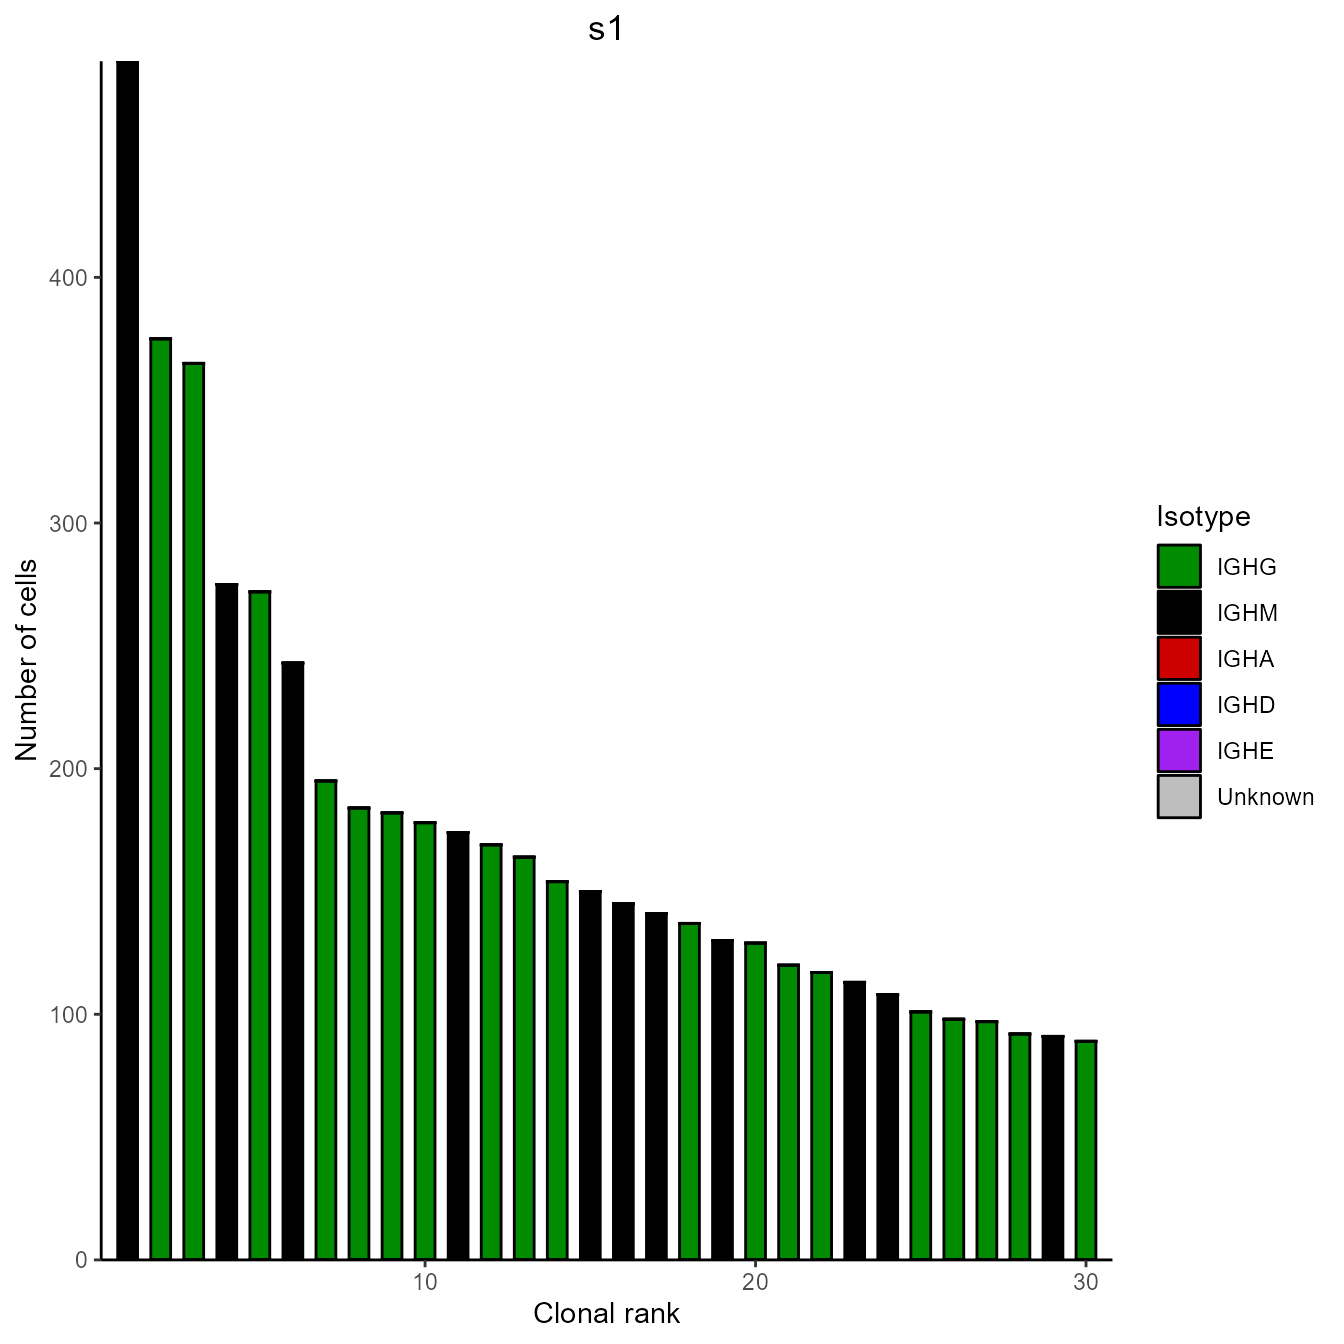 s1
Number of cells
400
300
200
100
0
10
20
30
Clonal rank
Isotype
IGHG
IGHM
IGHA
IGHD
IGHE
Unknown